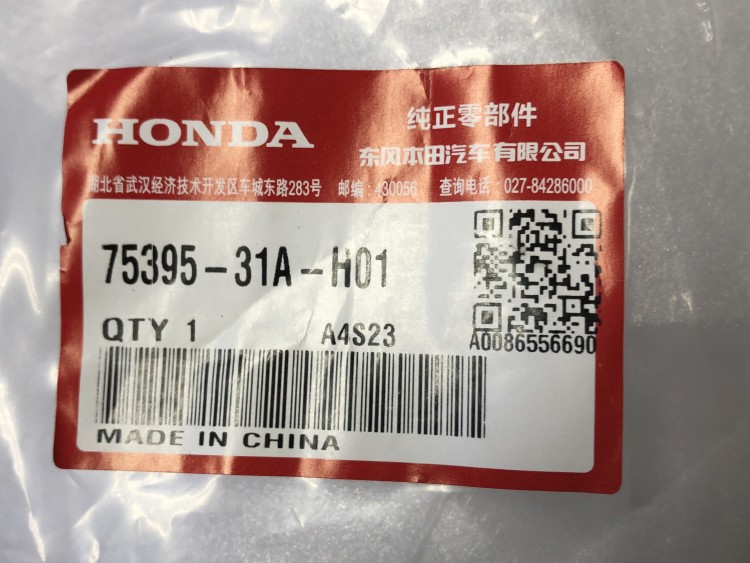 HONDA
纯正零部件
东风本田汽车有限公司
湖北省武汉经济技术开发区车城东路283号 邮编：430056 查询电话：027-84286000
75395-31A-H01
QTY 1 A4S23
A0086556690
MADE IN CHINA